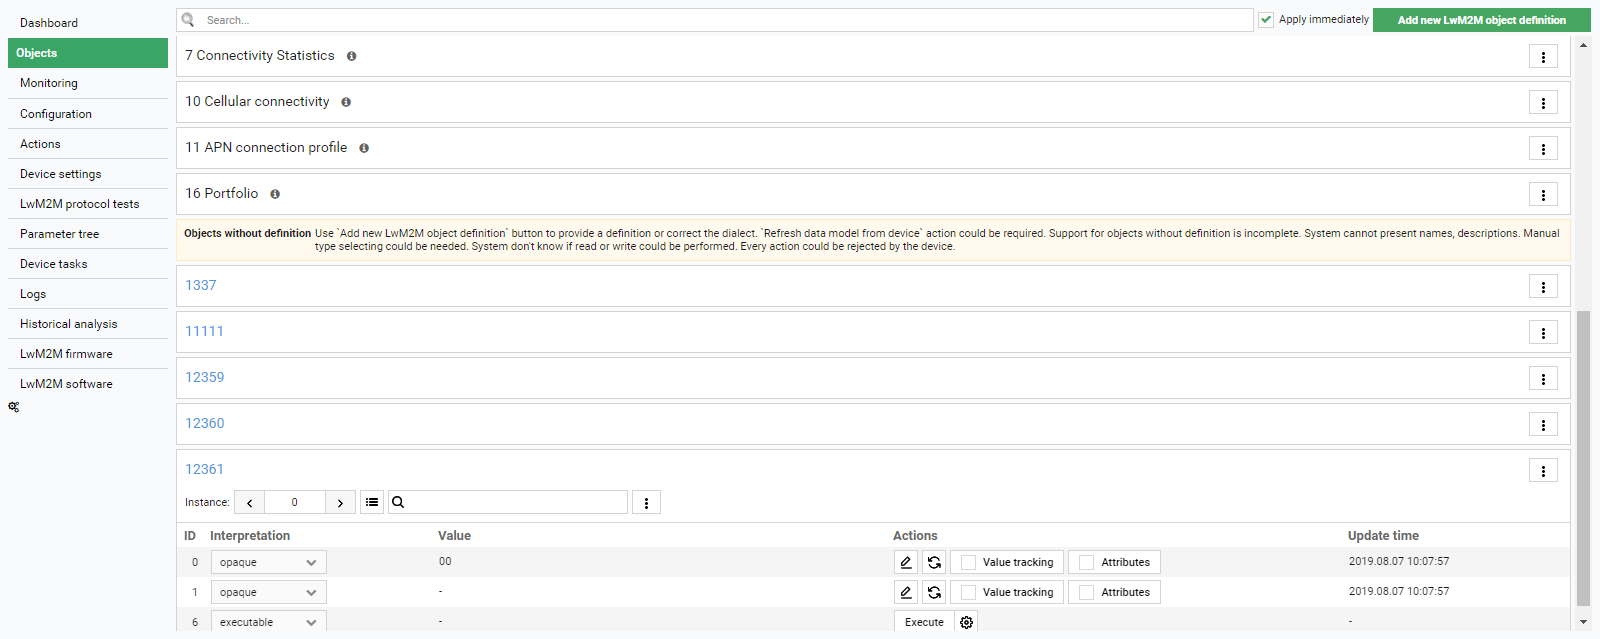 Dashboard
Search...
Apply immediately
Add new LwM2M object definition
Objects
Monitoring
Configuration
Actions
Device settings
LwM2M protocol tests
Parameter tree
Device tasks
Logs
Historical analysis
LwM2M firmware
LwM2M software
7 Connectivity Statistics
10 Cellular connectivity
11 APN connection profile
16 Portfolio
Objects without definition Use `Add new LwM2M object definition` button to provide a definition or correct the dialect. `Refresh data model from device` action could be required. Support for objects without definition is incomplete. System cannot present names, descriptions. Manual
type selecting could be needed. System don't know if read or write could be performed. Every action could be rejected by the device.
1337
11111
12359
12360
12361
Instance: 0
ID Interpretation Value Actions Update time
0 opaque 00 Value tracking Attributes 2019.08.07 10:07:57
1 opaque - Value tracking Attributes 2019.08.07 10:07:57
6 executable - Execute -